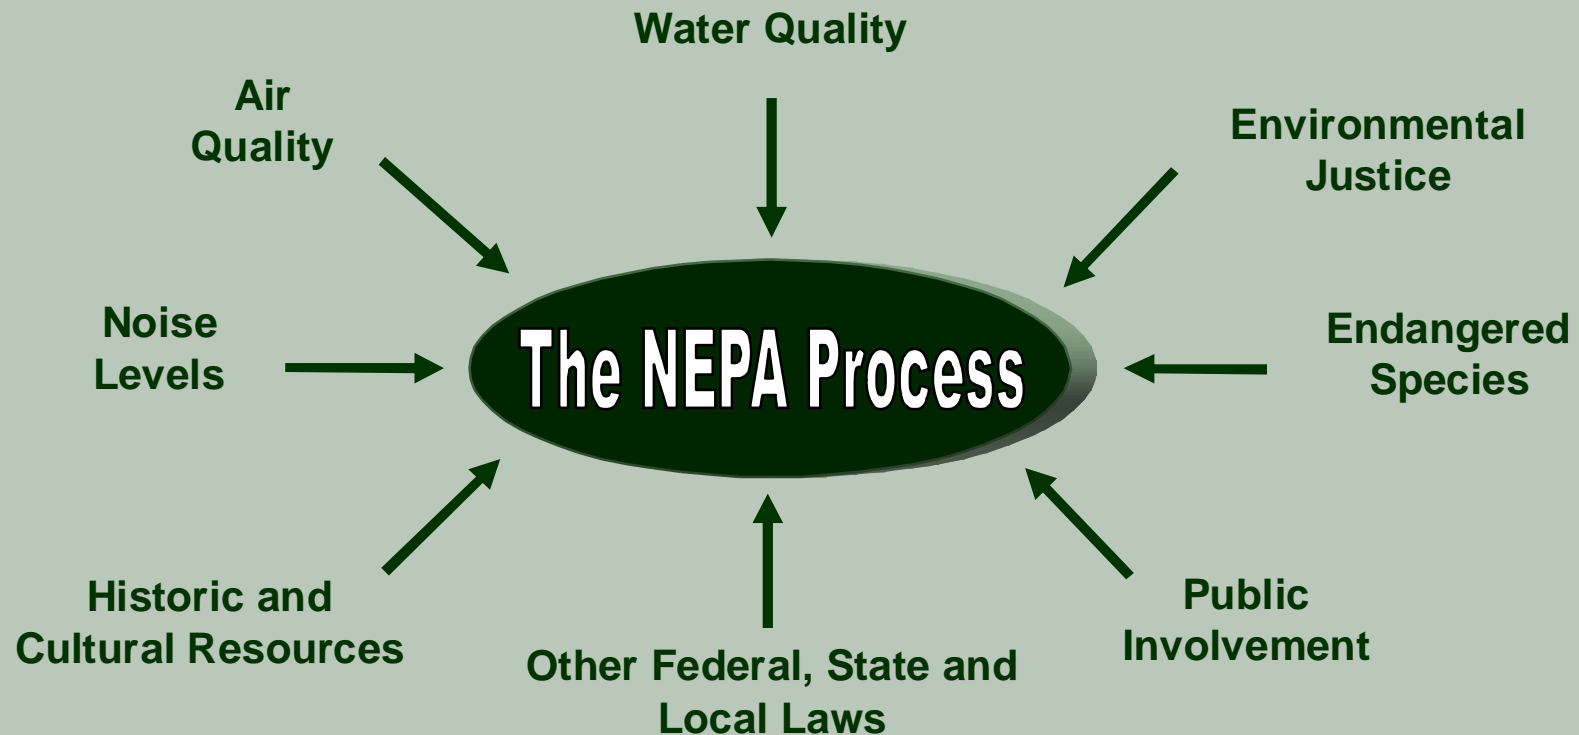 Water Quality
Air
Quality
Environmental
Justice
Noise
Levels
The NEPA Process
Endangered
Species
Historic and
Cultural Resources
Other Federal, State and
Local Laws
Public
Involvement